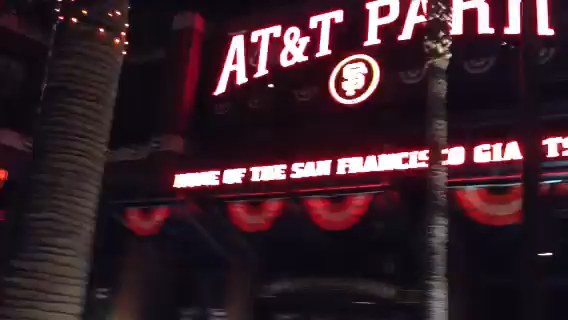 AT&T PARK
SF
HOME OF THE SAN FRANCISCO GIANTS